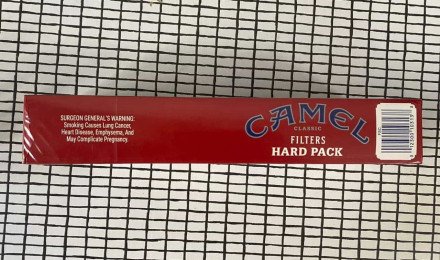 SURGEON GENERAL'S WARNING:
Smoking Causes Lung Cancer,
Heart Disease, Emphysema, And
May Complicate Pregnancy.
CAMEL
CLASSIC
FILTERS
HARD PACK